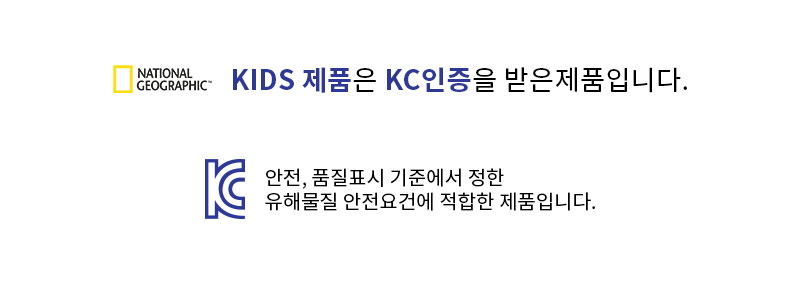 NATIONAL
GEOGRAPHIC™ KIDS 제품은 KC인증을 받은제품입니다.
KC 안전, 품질표시 기준에서 정한
유해물질 안전요건에 적합한 제품입니다.